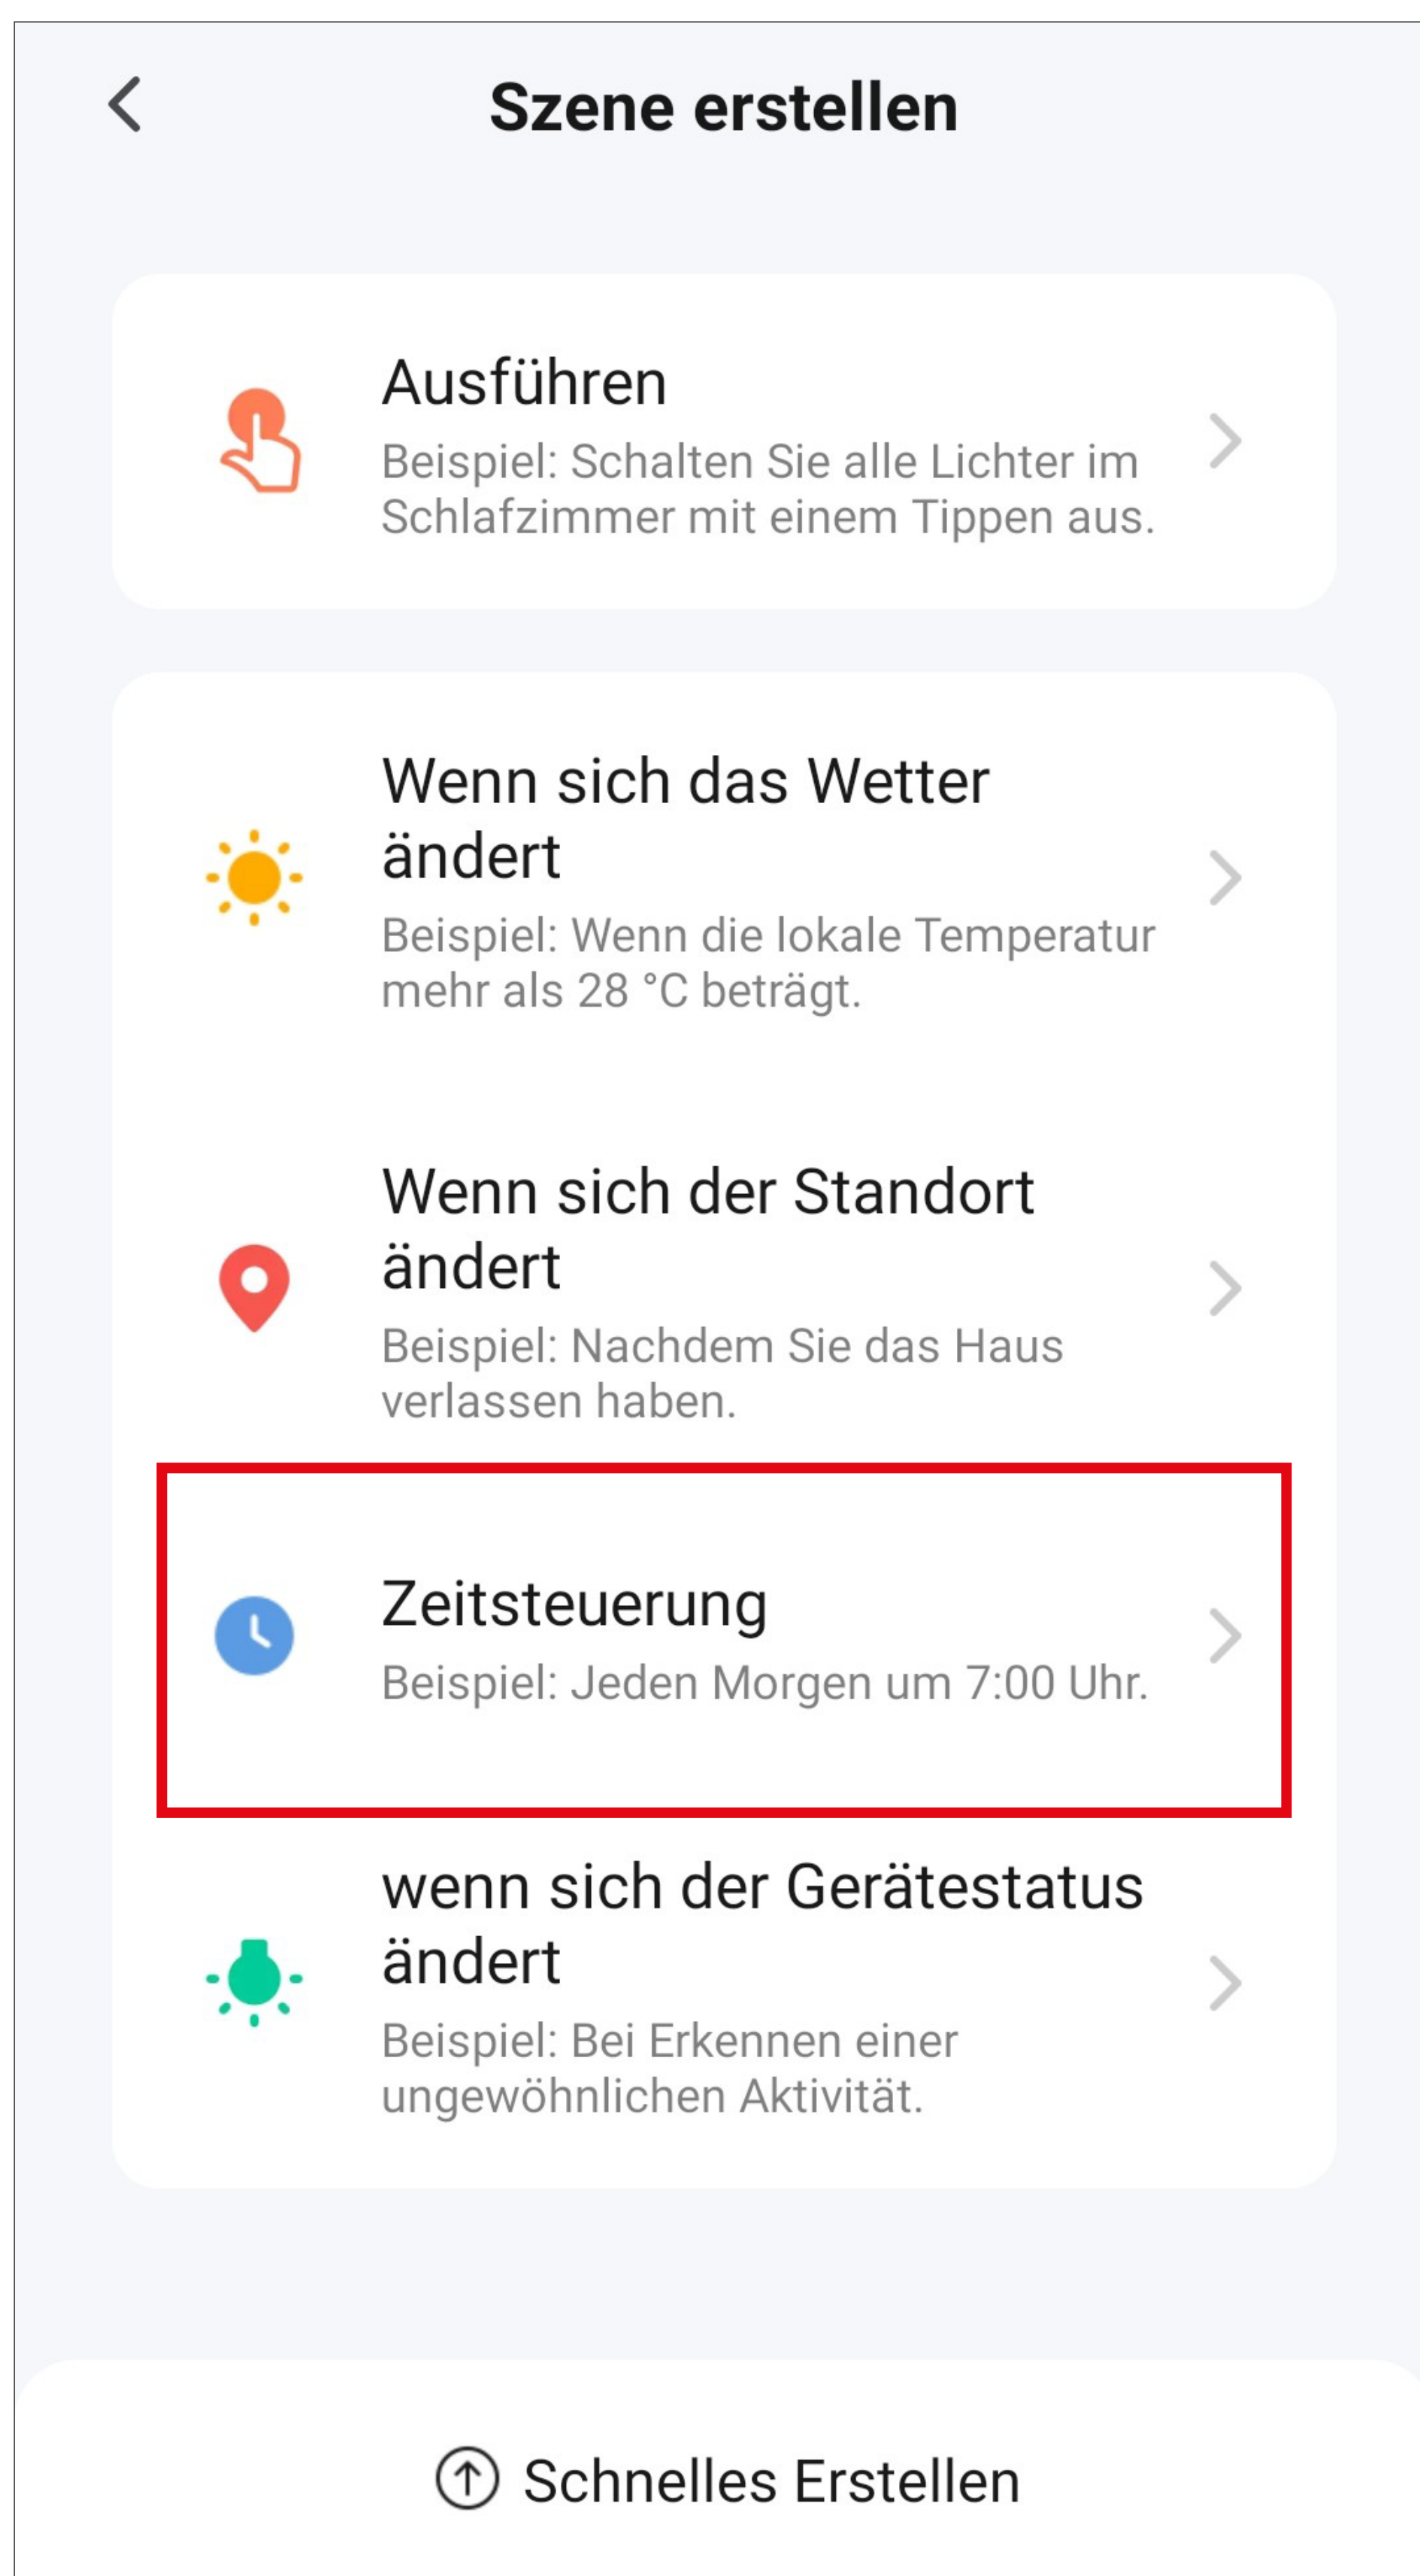 Szene erstellen
Ausführen
Beispiel: Schalten Sie alle Lichter im
Schlafzimmer mit einem Tippen aus.
Wenn sich das Wetter
ändert
Beispiel: Wenn die lokale Temperatur
mehr als 28 °C beträgt.
Wenn sich der Standort
ändert
Beispiel: Nachdem Sie das Haus
verlassen haben.
Zeitsteuerung
Beispiel: Jeden Morgen um 7:00 Uhr.
wenn sich der Gerätestatus
ändert
Beispiel: Bei Erkennen einer
ungewöhnlichen Aktivität.
Schnelles Erstellen